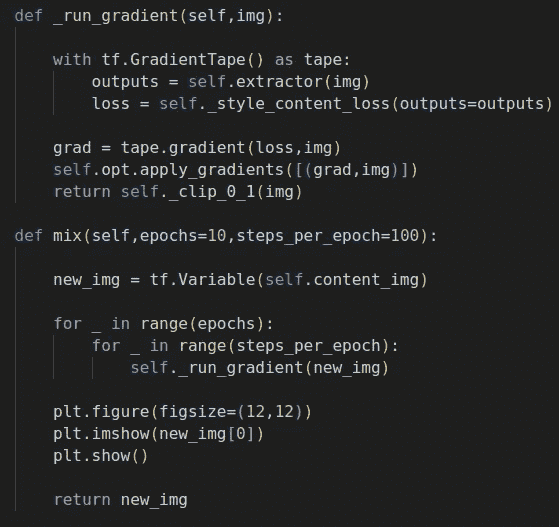 def _run_gradient(self,img):
with tf.GradientTape() as tape:
outputs = self.extractor(img)
loss = self._style_content_loss(outputs=outputs)
grad = tape.gradient(loss,img)
self.opt.apply_gradients([(grad,img)])
return self._clip_0_1(img)
def mix(self,epochs=10,steps_per_epoch=100):
new_img = tf.Variable(self.content_img)
for _ in range(epochs):
for _ in range(steps_per_epoch):
self._run_gradient(new_img)
plt.figure(figsize=(12,12))
plt.imshow(new_img[0])
plt.show()
return new_img